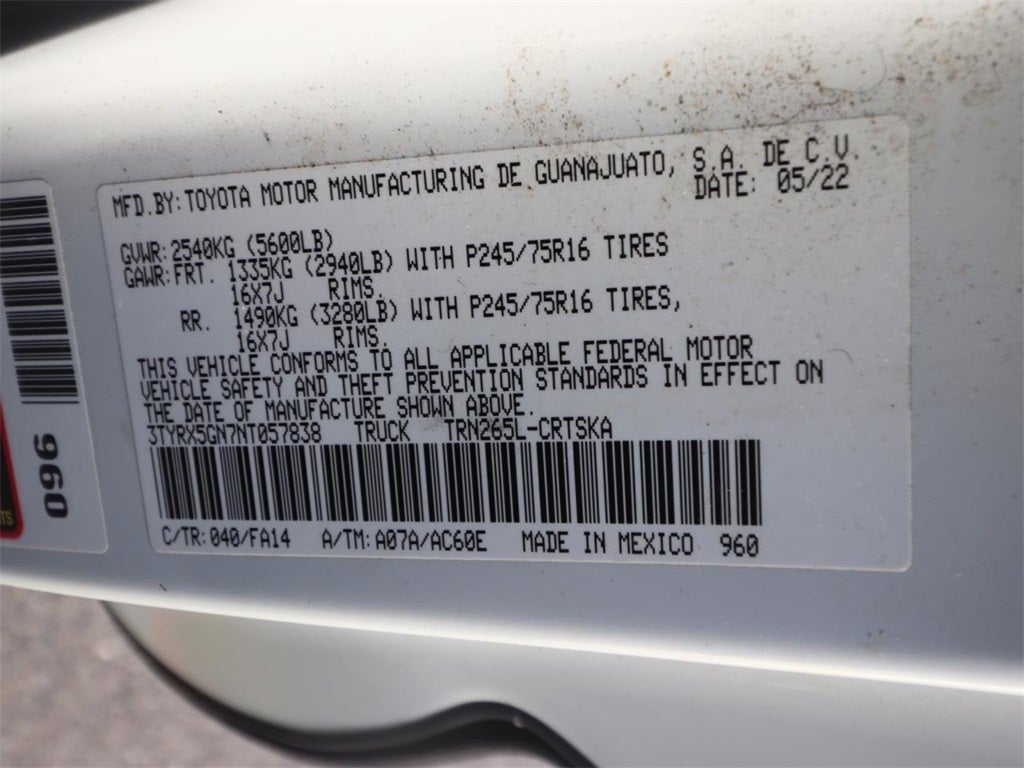 MFD.BY: TOYOTA MOTOR MANUFACTURING DE GUANAJUATO, S.A. DE C.V.
DATE: 05/22
GVWR: 2540KG (5600LB)
GAWR: FRT. 1335KG (2940LB) WITH P245/75R16 TIRES
16X7J RIMS,
RR. 1490KG (3280LB) WITH P245/75R16 TIRES,
16X7J RIMS.
THIS VEHICLE CONFORMS TO ALL APPLICABLE FEDERAL MOTOR
VEHICLE SAFETY AND THEFT PREVENTION STANDARDS IN EFFECT ON
THE DATE OF MANUFACTURE SHOWN ABOVE.
3TYRX5GN7NT057838 TRUCK TRN265L-CRTSKA
C/TR: 040/FA14 A/TM: A07A/AC60E MADE IN MEXICO 960
960
TS